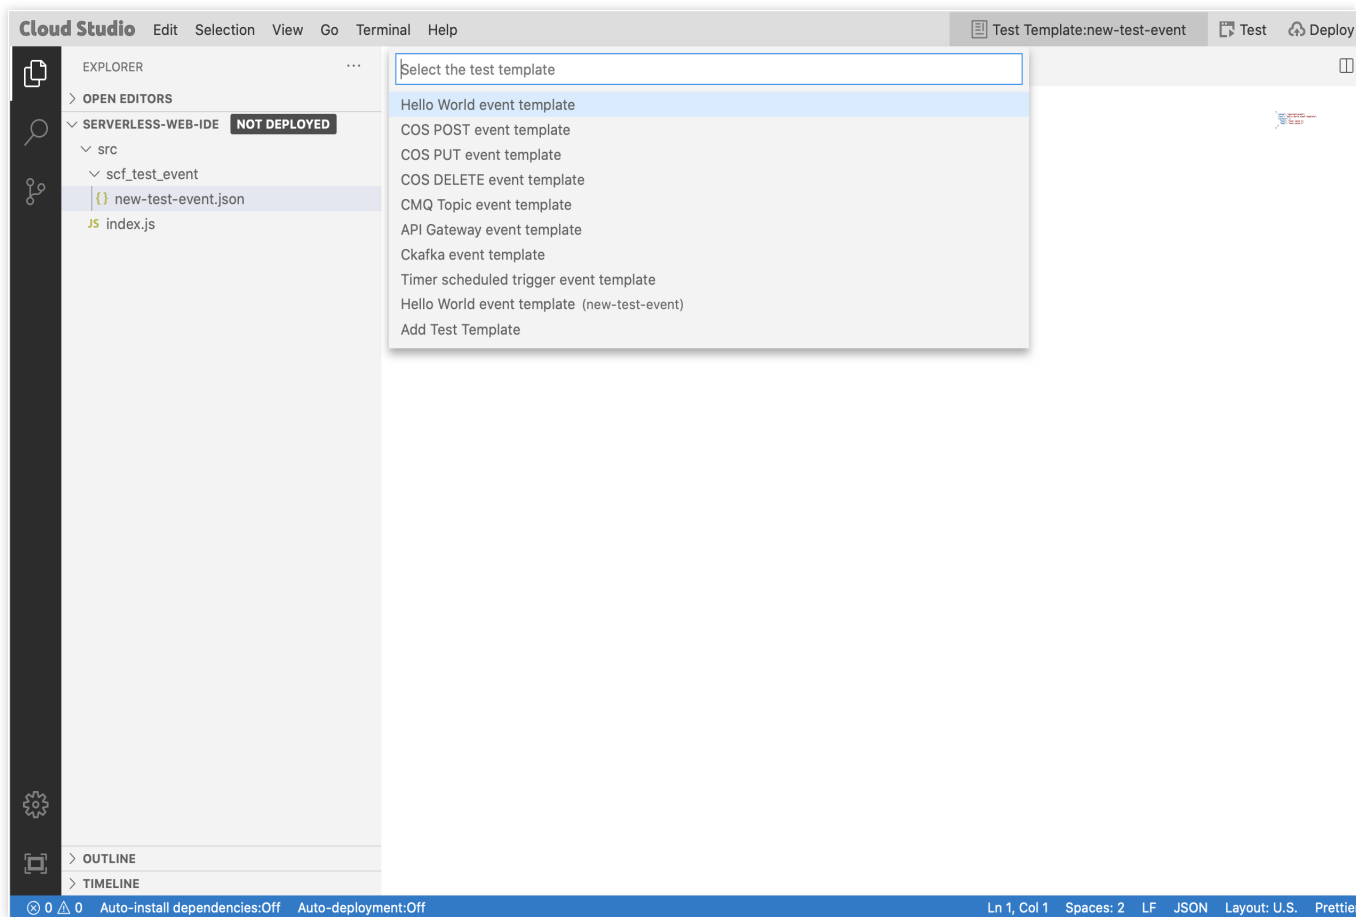 Cloud Studio Edit Selection View Go Terminal Help Test Template:new-test-event Test Deploy
EXPLORER ...
OPEN EDITORS
SERVERLESS-WEB-IDE NOT DEPLOYED
src
scf_test_event
{} new-test-event.json
JS index.js
Select the test template
Hello World event template
COS POST event template
COS PUT event template
COS DELETE event template
CMQ Topic event template
API Gateway event template
Ckafka event template
Timer scheduled trigger event template
Hello World event template (new-test-event)
Add Test Template
OUTLINE
TIMELINE
0 0 Auto-install dependencies:Off Auto-deployment:Off Ln 1, Col 1 Spaces: 2 LF JSON Layout: U.S. Prettie